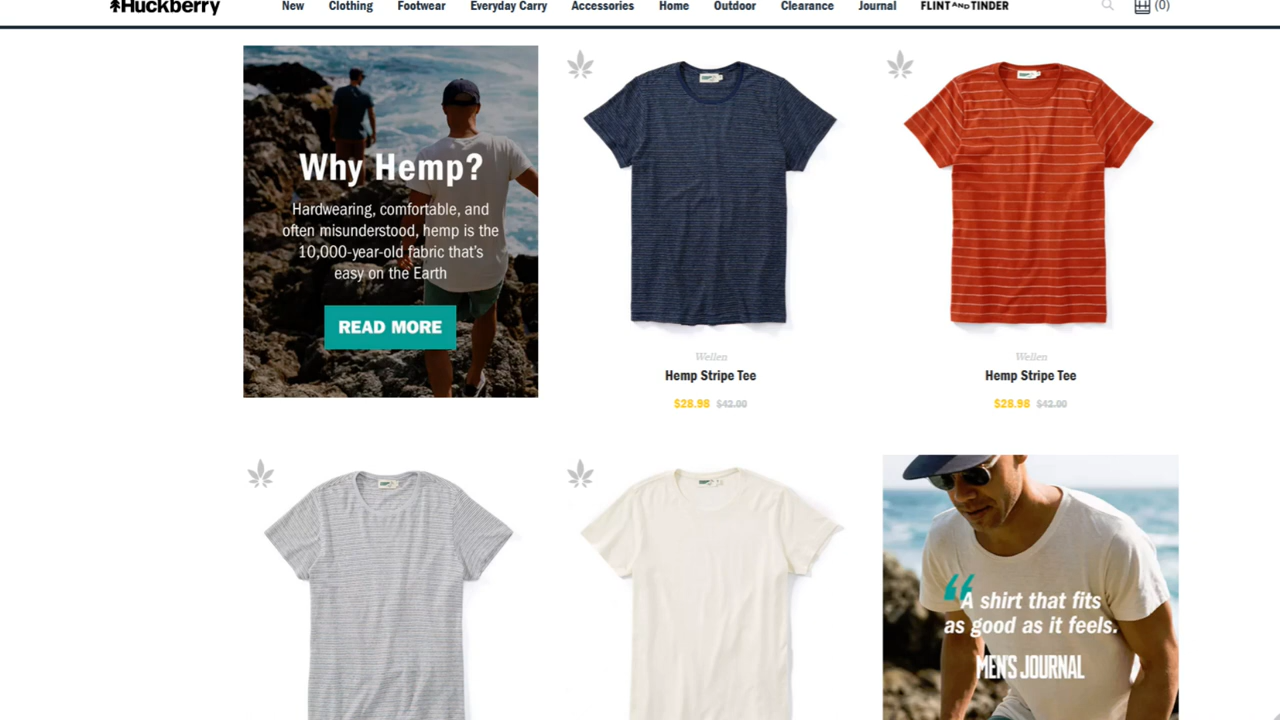 Huckberry
New Clothing Footwear Everyday Carry Accessories Home Outdoor Clearance Journal FLINT AND TINDER (0)
Why Hemp?
Hardwearing, comfortable, and
often misunderstood, hemp is the
10,000-year-old fabric that's
easy on the Earth
READ MORE
Wellen
Hemp Stripe Tee
$28.98 $42.00
Wellen
Hemp Stripe Tee
$28.98 $42.00
“A shirt that fits
as good as it feels.
MEN'S JOURNAL